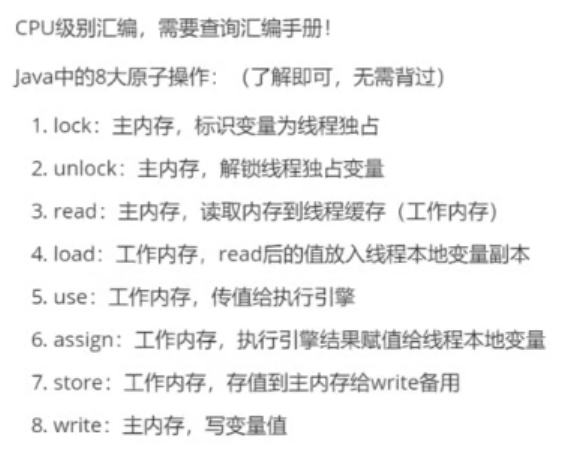 CPU级别汇编，需要查询汇编手册！
Java中的8大原子操作：（了解即可，无需背过）
1. lock：主内存，标识变量为线程独占
2. unlock：主内存，解锁线程独占变量
3. read：主内存，读取内存到线程缓存（工作内存）
4. load：工作内存，read后的值放入线程本地变量副本
5. use：工作内存，传值给执行引擎
6. assign：工作内存，执行引擎结果赋值给线程本地变量
7. store：工作内存，存值到主内存给write备用
8. write：主内存，写变量值